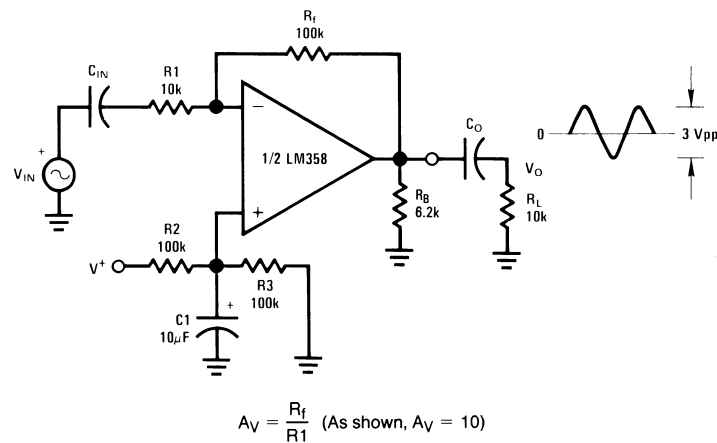 Rf
100k
CIN
R1
10k
−
1/2 LM358
+
+
VIN
CO
0
3 Vpp
VO
RB
6.2k
RL
10k
R2
100k
V+
R3
100k
+
C1
10μF
AV = Rf/R1 (As shown, AV = 10)